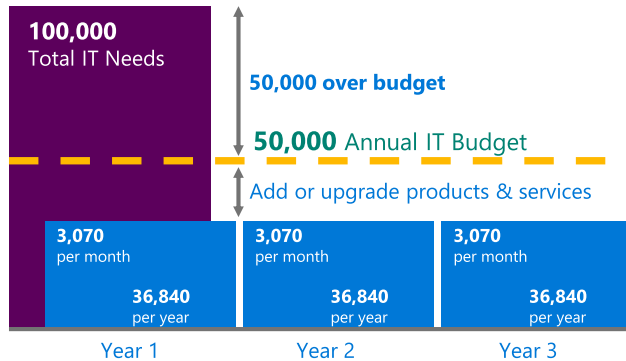 100,000
Total IT Needs
50,000 over budget
50,000 Annual IT Budget
Add or upgrade products & services
3,070
per month
36,840
per year
3,070
per month
36,840
per year
3,070
per month
36,840
per year
Year 1
Year 2
Year 3